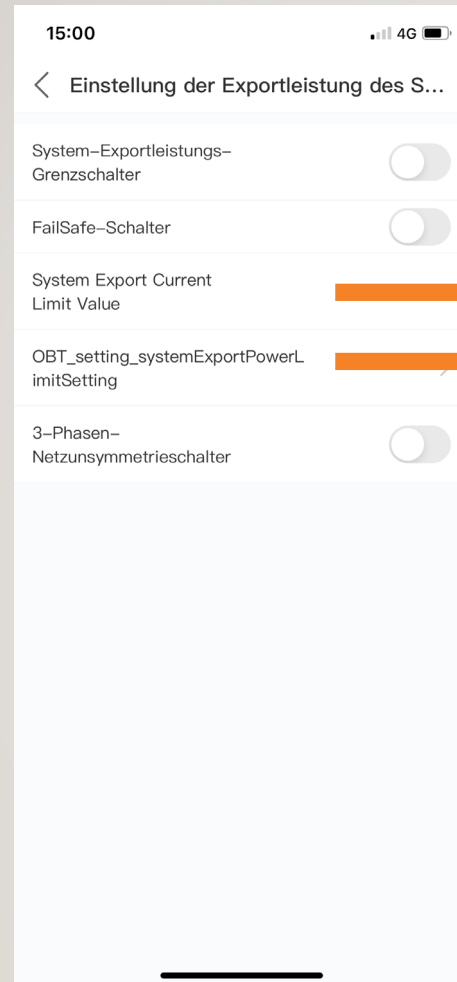 15:00
4G
Einstellung der Exportleistung des S...
System-Exportleistungs-
Grenzschalter
FailSafe-Schalter
System Export Current
Limit Value
OBT_setting_systemExportPowerL
imitSetting
3-Phasen-
Netzunsymmetrieschalter